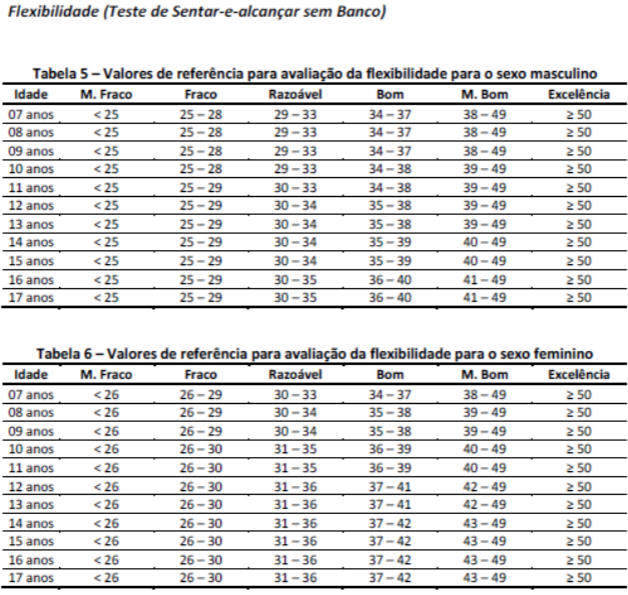 Flexibilidade (Teste de Sentar-e-alcançar sem Banco)
Tabela 5 – Valores de referência para avaliação da flexibilidade para o sexo masculino
Idade M. Fraco Fraco Razoável Bom M. Bom Excelência
07 anos < 25 25 – 28 29 – 33 34 – 37 38 – 49 ≥ 50
08 anos < 25 25 – 28 29 – 33 34 – 37 38 – 49 ≥ 50
09 anos < 25 25 – 28 29 – 33 34 – 37 38 – 49 ≥ 50
10 anos < 25 25 – 28 29 – 33 34 – 38 39 – 49 ≥ 50
11 anos < 25 25 – 29 30 – 33 34 – 38 39 – 49 ≥ 50
12 anos < 25 25 – 29 30 – 34 35 – 38 39 – 49 ≥ 50
13 anos < 25 25 – 29 30 – 34 35 – 38 39 – 49 ≥ 50
14 anos < 25 25 – 29 30 – 34 35 – 39 40 – 49 ≥ 50
15 anos < 25 25 – 29 30 – 34 35 – 39 40 – 49 ≥ 50
16 anos < 25 25 – 29 30 – 35 36 – 40 41 – 49 ≥ 50
17 anos < 25 25 – 29 30 – 35 36 – 40 41 – 49 ≥ 50
Tabela 6 – Valores de referência para avaliação da flexibilidade para o sexo feminino
Idade M. Fraco Fraco Razoável Bom M. Bom Excelência
07 anos < 26 26 – 29 30 – 33 34 – 37 38 – 49 ≥ 50
08 anos < 26 26 – 29 30 – 34 35 – 38 39 – 49 ≥ 50
09 anos < 26 26 – 29 30 – 34 35 – 38 39 – 49 ≥ 50
10 anos < 26 26 – 30 31 – 35 36 – 39 40 – 49 ≥ 50
11 anos < 26 26 – 30 31 – 35 36 – 39 40 – 49 ≥ 50
12 anos < 26 26 – 30 31 – 36 37 – 41 42 – 49 ≥ 50
13 anos < 26 26 – 30 31 – 36 37 – 41 42 – 49 ≥ 50
14 anos < 26 26 – 30 31 – 36 37 – 42 43 – 49 ≥ 50
15 anos < 26 26 – 30 31 – 36 37 – 42 43 – 49 ≥ 50
16 anos < 26 26 – 30 31 – 36 37 – 42 43 – 49 ≥ 50
17 anos < 26 26 – 30 31 – 36 37 – 42 43 – 49 ≥ 50